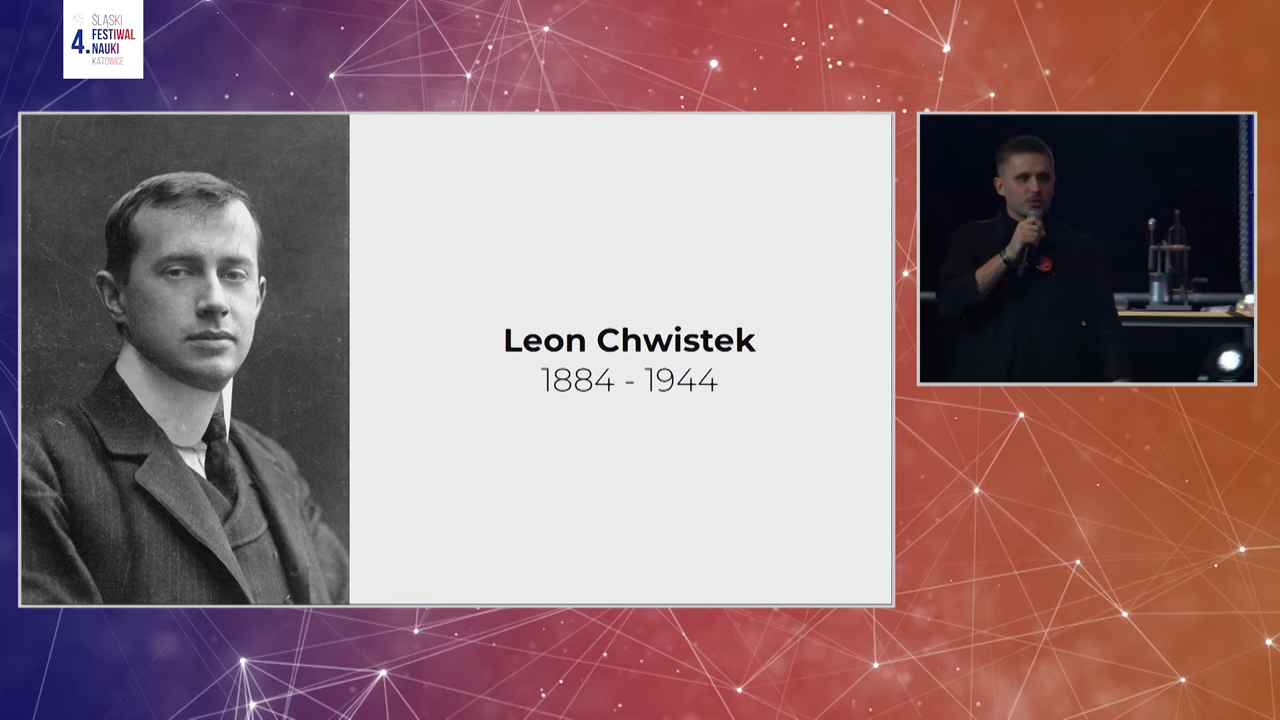 ŚLĄSKI
4. FESTIWAL
NAUKI
KATOWICE
Leon Chwistek
1884 - 1944